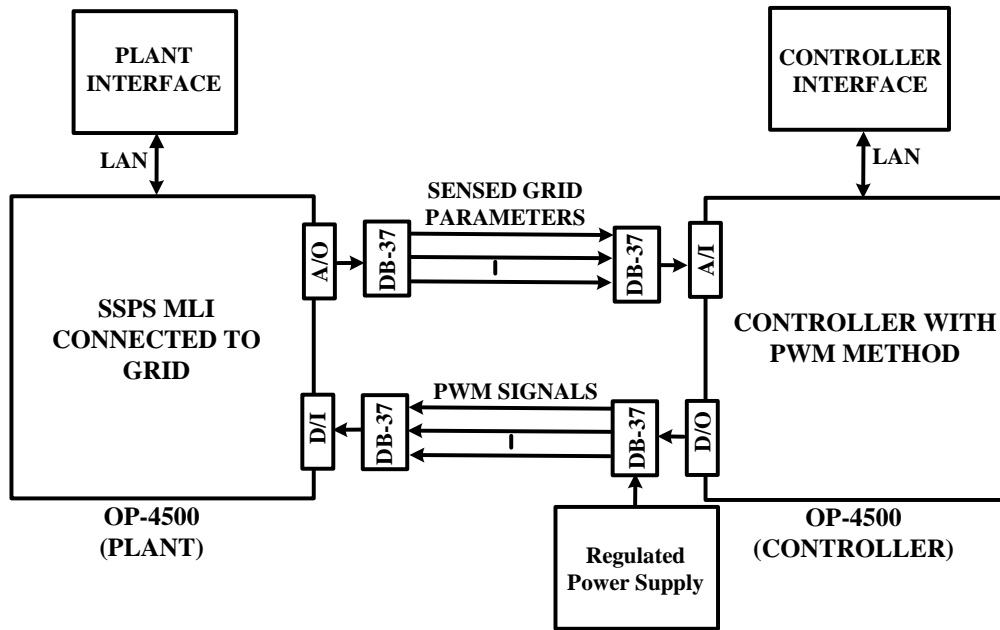 PLANT
INTERFACE
CONTROLLER
INTERFACE
LAN
LAN
SENSED GRID
PARAMETERS
A/O
DB-37
DB-37
A/I
SSPS MLI
CONNECTED TO
GRID
CONTROLLER WITH
PWM METHOD
PWM SIGNALS
D/I
DB-37
DB-37
D/O
OP-4500
(PLANT)
OP-4500
(CONTROLLER)
Regulated
Power Supply